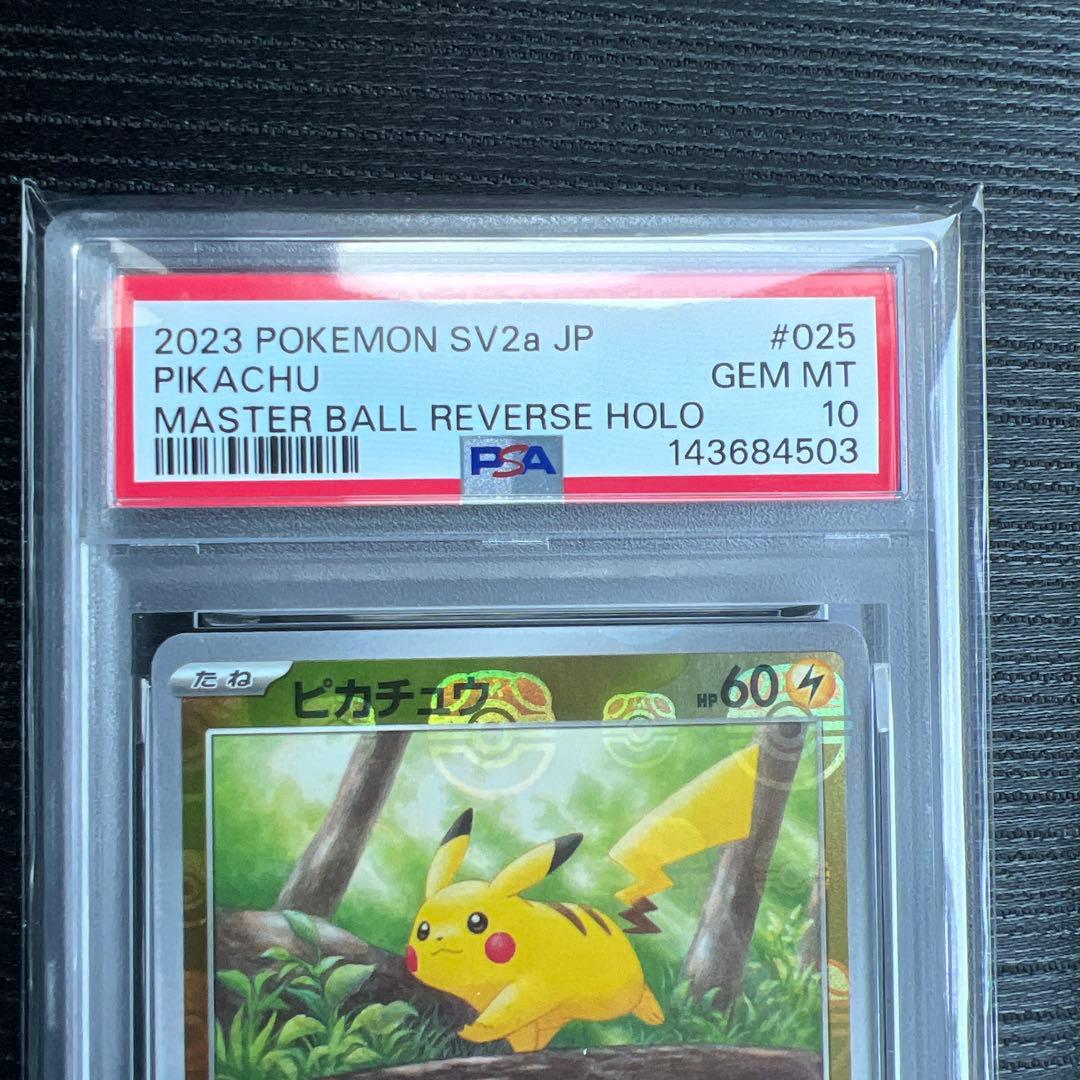 2023 POKEMON SV2a JP #025
PIKACHU GEM MT
MASTER BALL REVERSE HOLO 10
PSA 143684503
たね ピカチュウ HP60